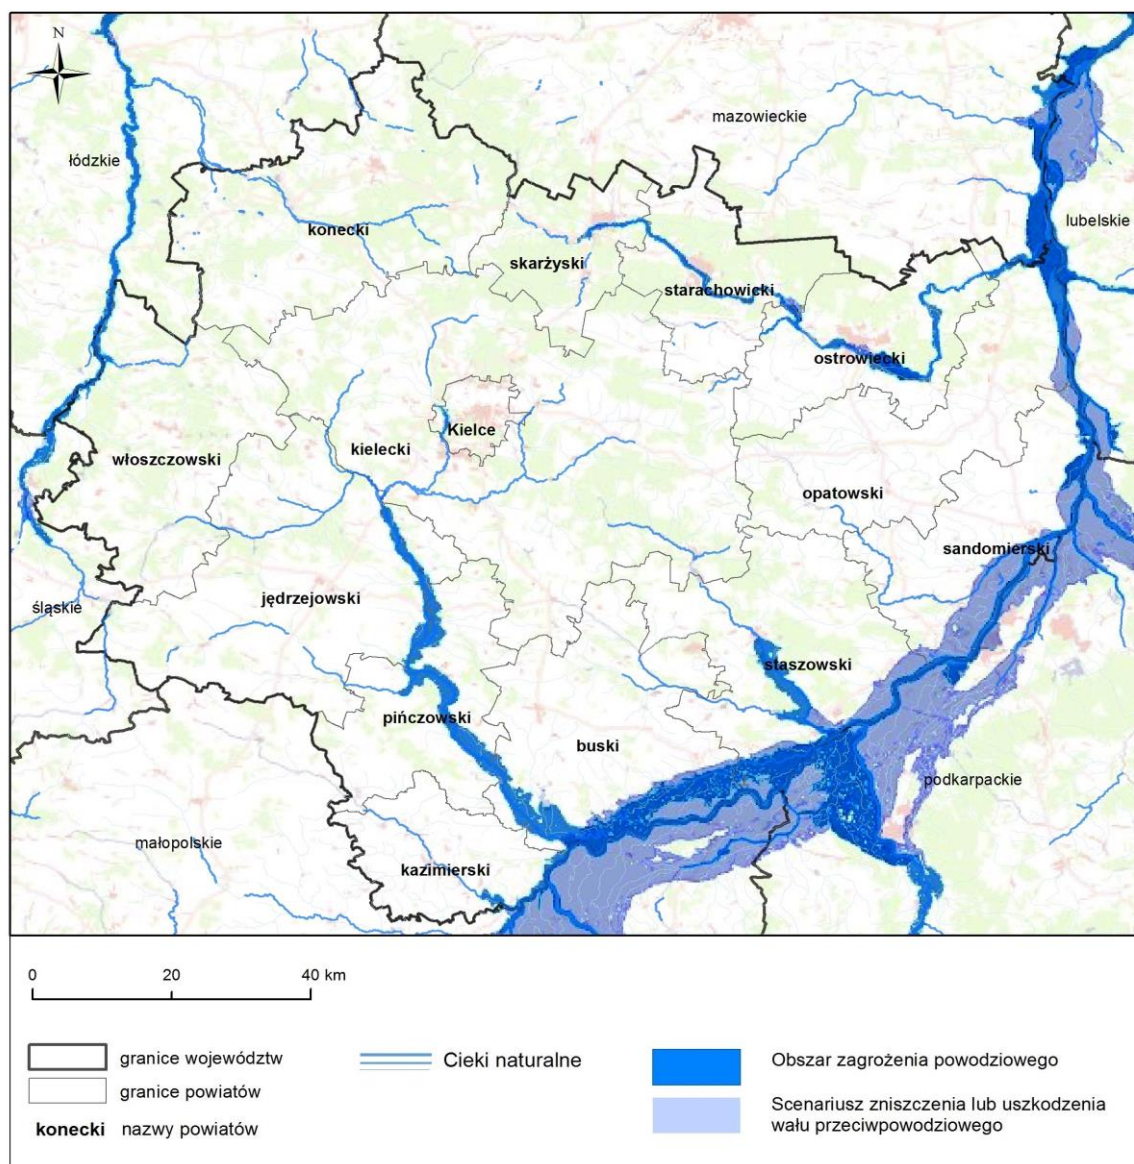 N
mazowieckie
łódzkie
lubelskie
konecki
skarżyski
starachowicki
ostrowiecki
Kielce
kielecki
włoszczowski
opatowski
sandomierski
śląskie
jędrzejowski
staszowski
pińczowski
buski
podkarpackie
małopolskie
kazimierski
0 20 40 km
granice województw
granice powiatów
konecki nazwy powiatów
Cieki naturalne
Obszar zagrożenia powodziowego
Scenariusz zniszczenia lub uszkodzenia
wału przeciwpowodziowego